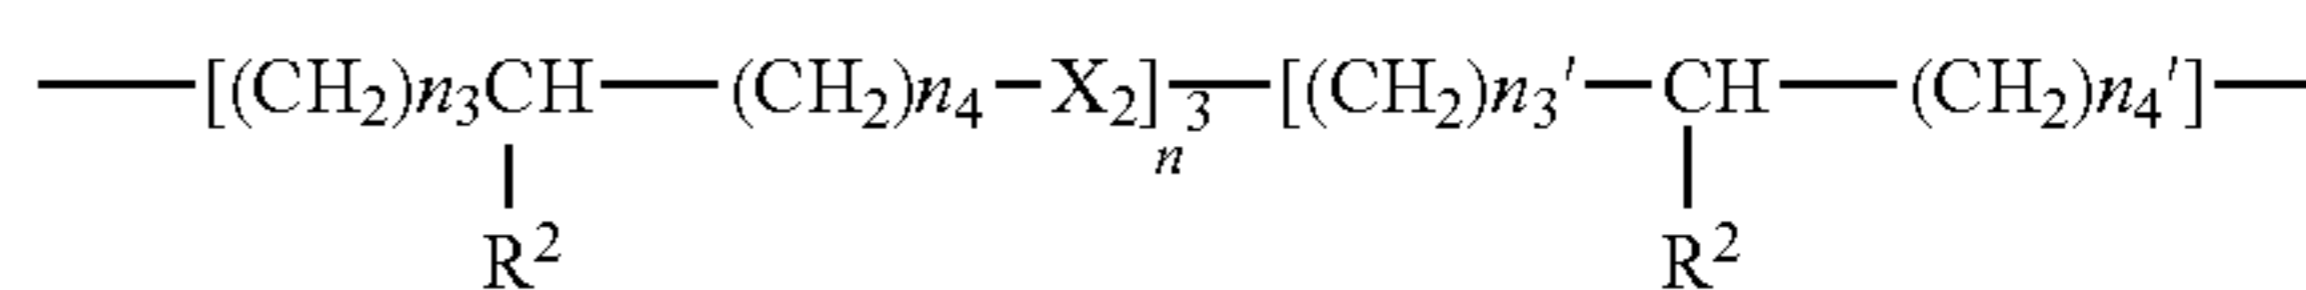 —[(CH₂)n₃CH—(CH₂)n₄–X₂]ₙ³—[(CH₂)n₃′—CH—(CH₂)n₄′]—
R² R²